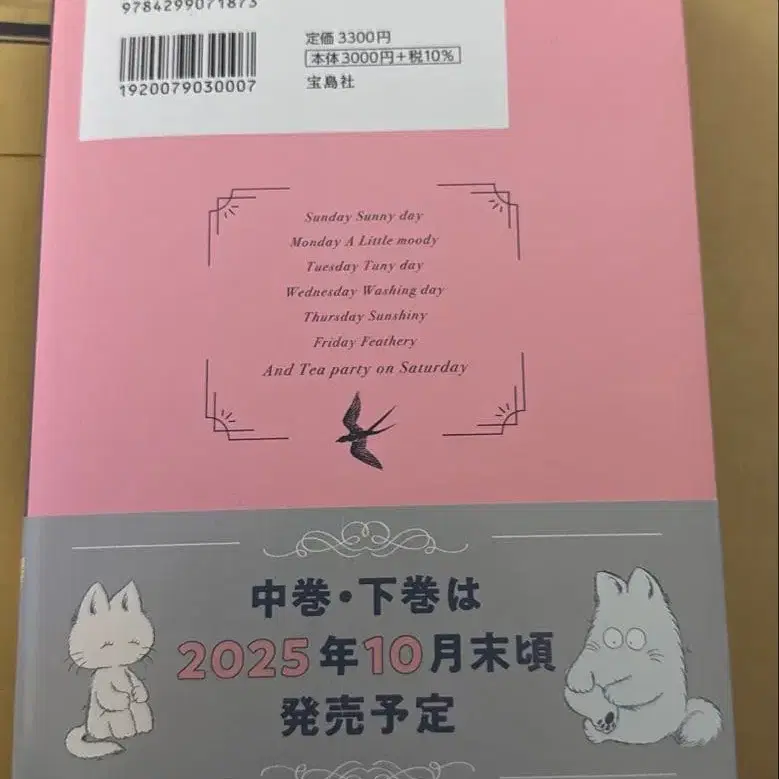 9784299071873
定価 3300円
本体3000円+税10%
1920079030007
宝島社
Sunday Sunny day
Monday A Little moody
Tuesday Tuny day
Wednesday Washing day
Thursday Sunshiny
Friday Feathery
And Tea party on Saturday
中巻・下巻は
2025年10月末頃
発売予定